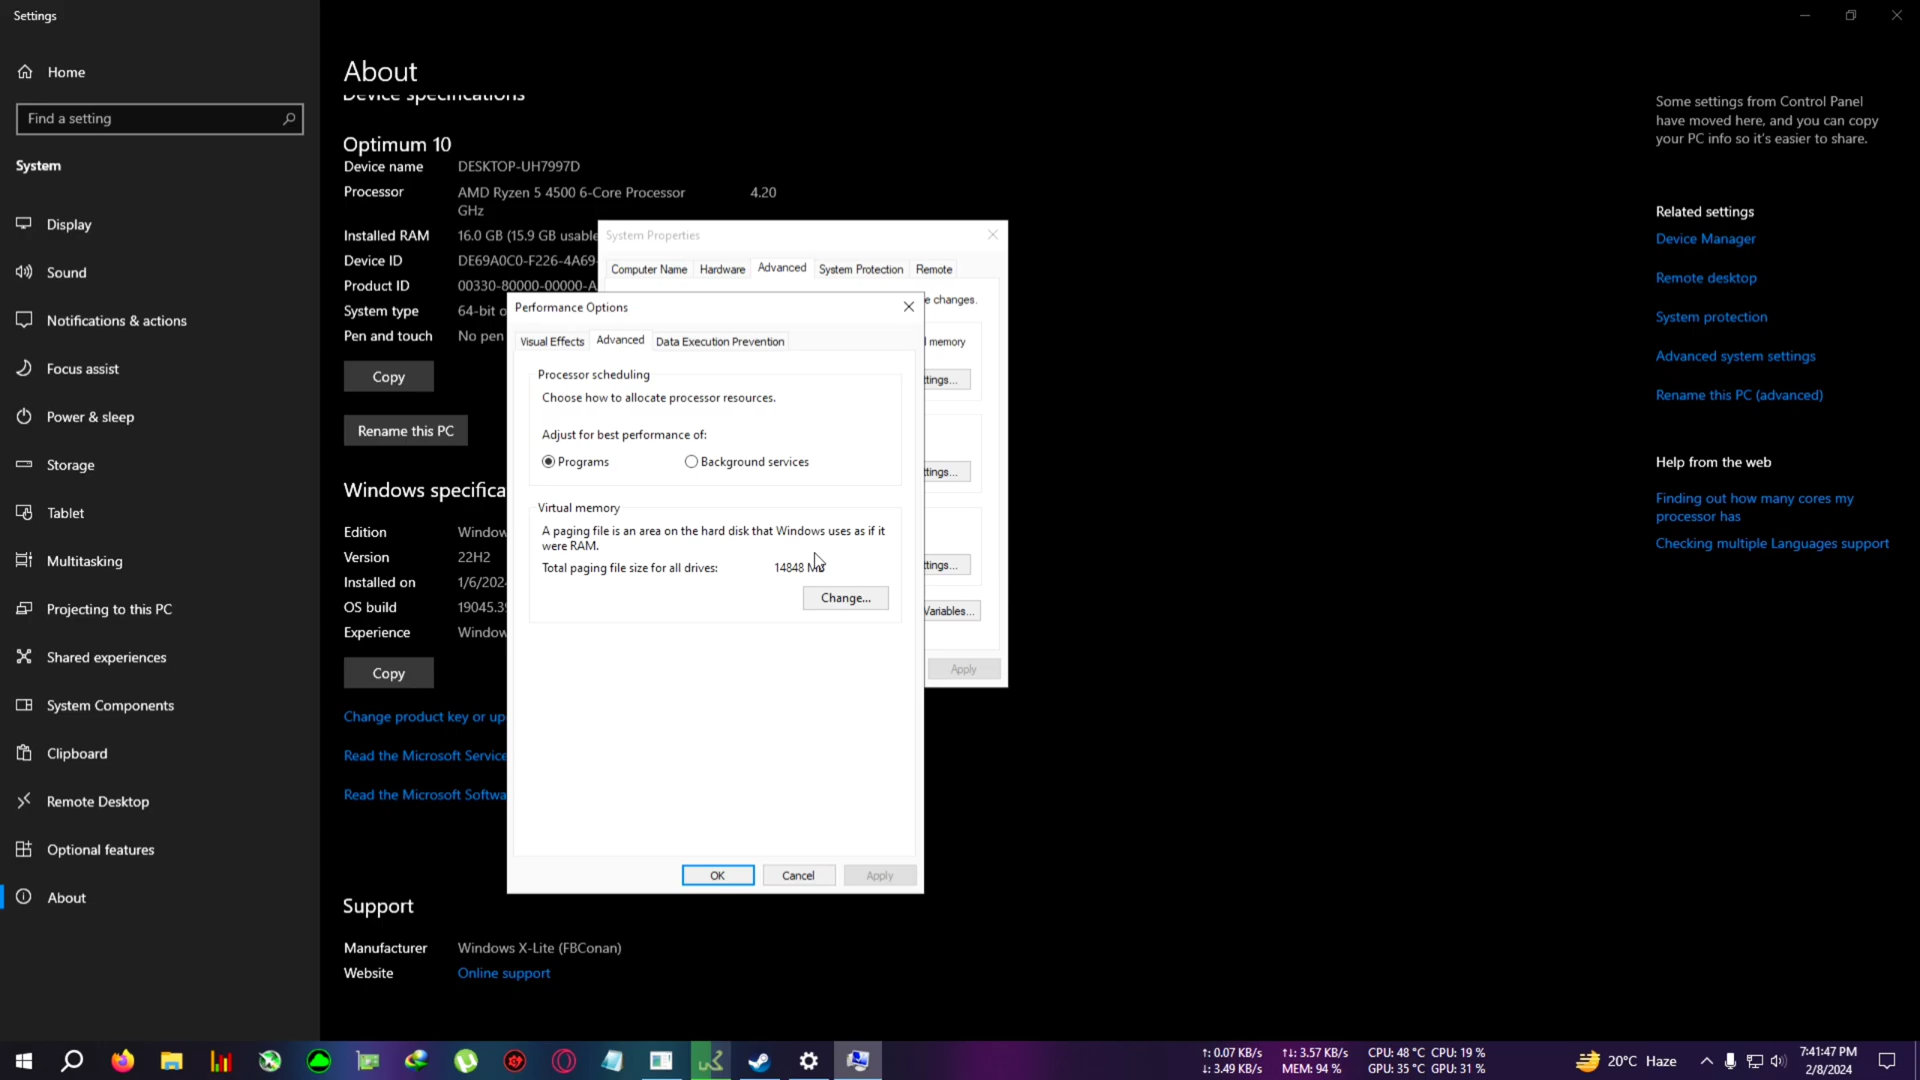 Settings
Home
Find a setting
System
Display
Sound
Notifications & actions
Focus assist
Power & sleep
Storage
Tablet
Multitasking
Projecting to this PC
Shared experiences
System Components
Clipboard
Remote Desktop
Optional features
About
About
Device specifications
Optimum 10
Device name DESKTOP-UH7997D
Processor AMD Ryzen 5 4500 6-Core Processor 4.20
GHz
Installed RAM 16.0 GB (15.9 GB usable
Device ID DE69A0C0-F226-4A69-
Product ID 00330-80000-00000-A
System type 64-bit o
Pen and touch No pen
Copy
Rename this PC
Windows specifica
Edition Window
Version 22H2
Installed on 1/6/202
OS build 19045.39
Experience Window
Copy
Change product key or up
Read the Microsoft Service
Read the Microsoft Softwa
Support
Manufacturer Windows X-Lite (FBConan)
Website Online support
System Properties
Computer Name Hardware Advanced System Protection Remote
e changes.
l memory
ttings...
ttings...
ttings...
Variables...
Apply
Performance Options
Visual Effects Advanced Data Execution Prevention
Processor scheduling
Choose how to allocate processor resources.
Adjust for best performance of:
Programs Background services
Virtual memory
A paging file is an area on the hard disk that Windows uses as if it
were RAM.
Total paging file size for all drives: 14848 MB
Change...
OK Cancel Apply
Some settings from Control Panel
have moved here, and you can copy
your PC info so it's easier to share.
Related settings
Device Manager
Remote desktop
System protection
Advanced system settings
Rename this PC (advanced)
Help from the web
Finding out how many cores my
processor has
Checking multiple Languages support
↑: 0.07 KB/s ↑↓: 3.57 KB/s CPU: 48 °C CPU: 19 %
↓: 3.49 KB/s MEM: 94 % GPU: 35 °C GPU: 31 %
20°C Haze
7:41:47 PM
2/8/2024